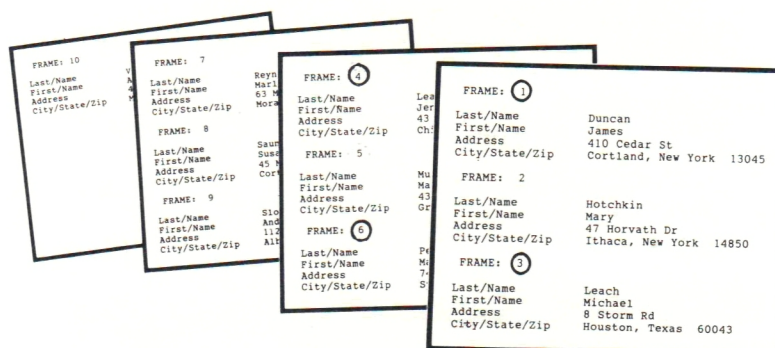 FRAME: 10
Last/Name
First/Name
Address
City/State/Zip
FRAME: 7
Last/Name
First/Name
Address
City/State/Zip
FRAME: 8
Last/Name
First/Name
Address
City/State/Zip
FRAME: 9
Last/Name
First/Name
Address
City/State/Zip
FRAME: 4
Last/Name
First/Name
Address 43
City/State/Zip
FRAME: 5
Last/Name
First/Name
Address 43
City/State/Zip
FRAME: 6
Last/Name
First/Name
Address
City/State/Zip
FRAME: 1
Last/Name Duncan
First/Name James
Address 410 Cedar St
City/State/Zip Cortland, New York 13045
FRAME: 2
Last/Name Hotchkin
First/Name Mary
Address 47 Horvath Dr
City/State/Zip Ithaca, New York 14850
FRAME: 3
Last/Name Leach
First/Name Michael
Address 8 Storm Rd
City/State/Zip Houston, Texas 60043